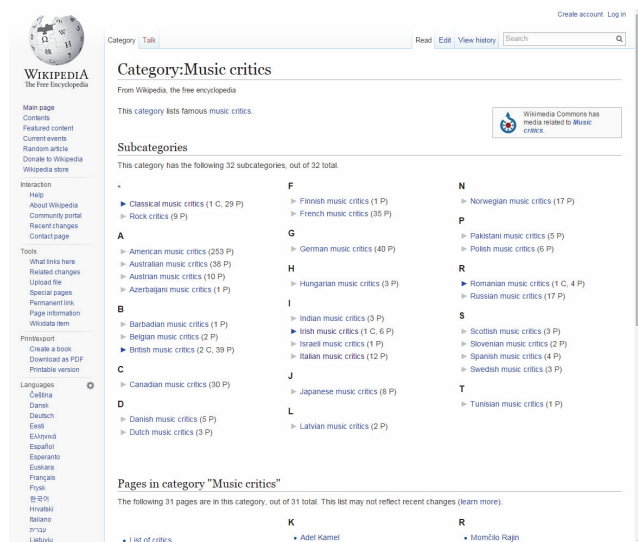 Create account Log in
WIKIPEDIA
The Free Encyclopedia
Category Talk
Read Edit View history Search
Category:Music critics
From Wikipedia, the free encyclopedia
This category lists famous music critics.
Wikimedia Commons has
media related to Music
critics.
Main page
Contents
Featured content
Current events
Random article
Donate to Wikipedia
Wikipedia store
Interaction
Help
About Wikipedia
Community portal
Recent changes
Contact page
Tools
What links here
Related changes
Upload file
Special pages
Permanent link
Page information
Wikidata item
Print/export
Create a book
Download as PDF
Printable version
Languages
Čeština
Dansk
Deutsch
Eesti
Ελληνικά
Español
Esperanto
Euskara
Français
Frysk
한국어
Hrvatski
Italiano
עברית
Lietuvių
Subcategories
This category has the following 32 subcategories, out of 32 total.
*
► Classical music critics (1 C, 29 P)
► Rock critics (9 P)
A
► American music critics (253 P)
► Australian music critics (38 P)
► Austrian music critics (10 P)
► Azerbaijani music critics (1 P)
B
► Barbadian music critics (1 P)
► Belgian music critics (2 P)
► British music critics (2 C, 39 P)
C
► Canadian music critics (30 P)
D
► Danish music critics (5 P)
► Dutch music critics (3 P)
F
► Finnish music critics (1 P)
► French music critics (35 P)
G
► German music critics (40 P)
H
► Hungarian music critics (3 P)
I
► Indian music critics (3 P)
► Irish music critics (1 C, 6 P)
► Israeli music critics (1 P)
► Italian music critics (12 P)
J
► Japanese music critics (8 P)
L
► Latvian music critics (2 P)
N
► Norwegian music critics (17 P)
P
► Pakistani music critics (5 P)
► Polish music critics (6 P)
R
► Romanian music critics (1 C, 4 P)
► Russian music critics (17 P)
S
► Scottish music critics (3 P)
► Slovenian music critics (2 P)
► Spanish music critics (4 P)
► Swedish music critics (3 P)
T
► Tunisian music critics (1 P)
Pages in category "Music critics"
The following 31 pages are in this category, out of 31 total. This list may not reflect recent changes (learn more).
• List of critics
K
• Adel Kamel
R
• Momčilo Rajin